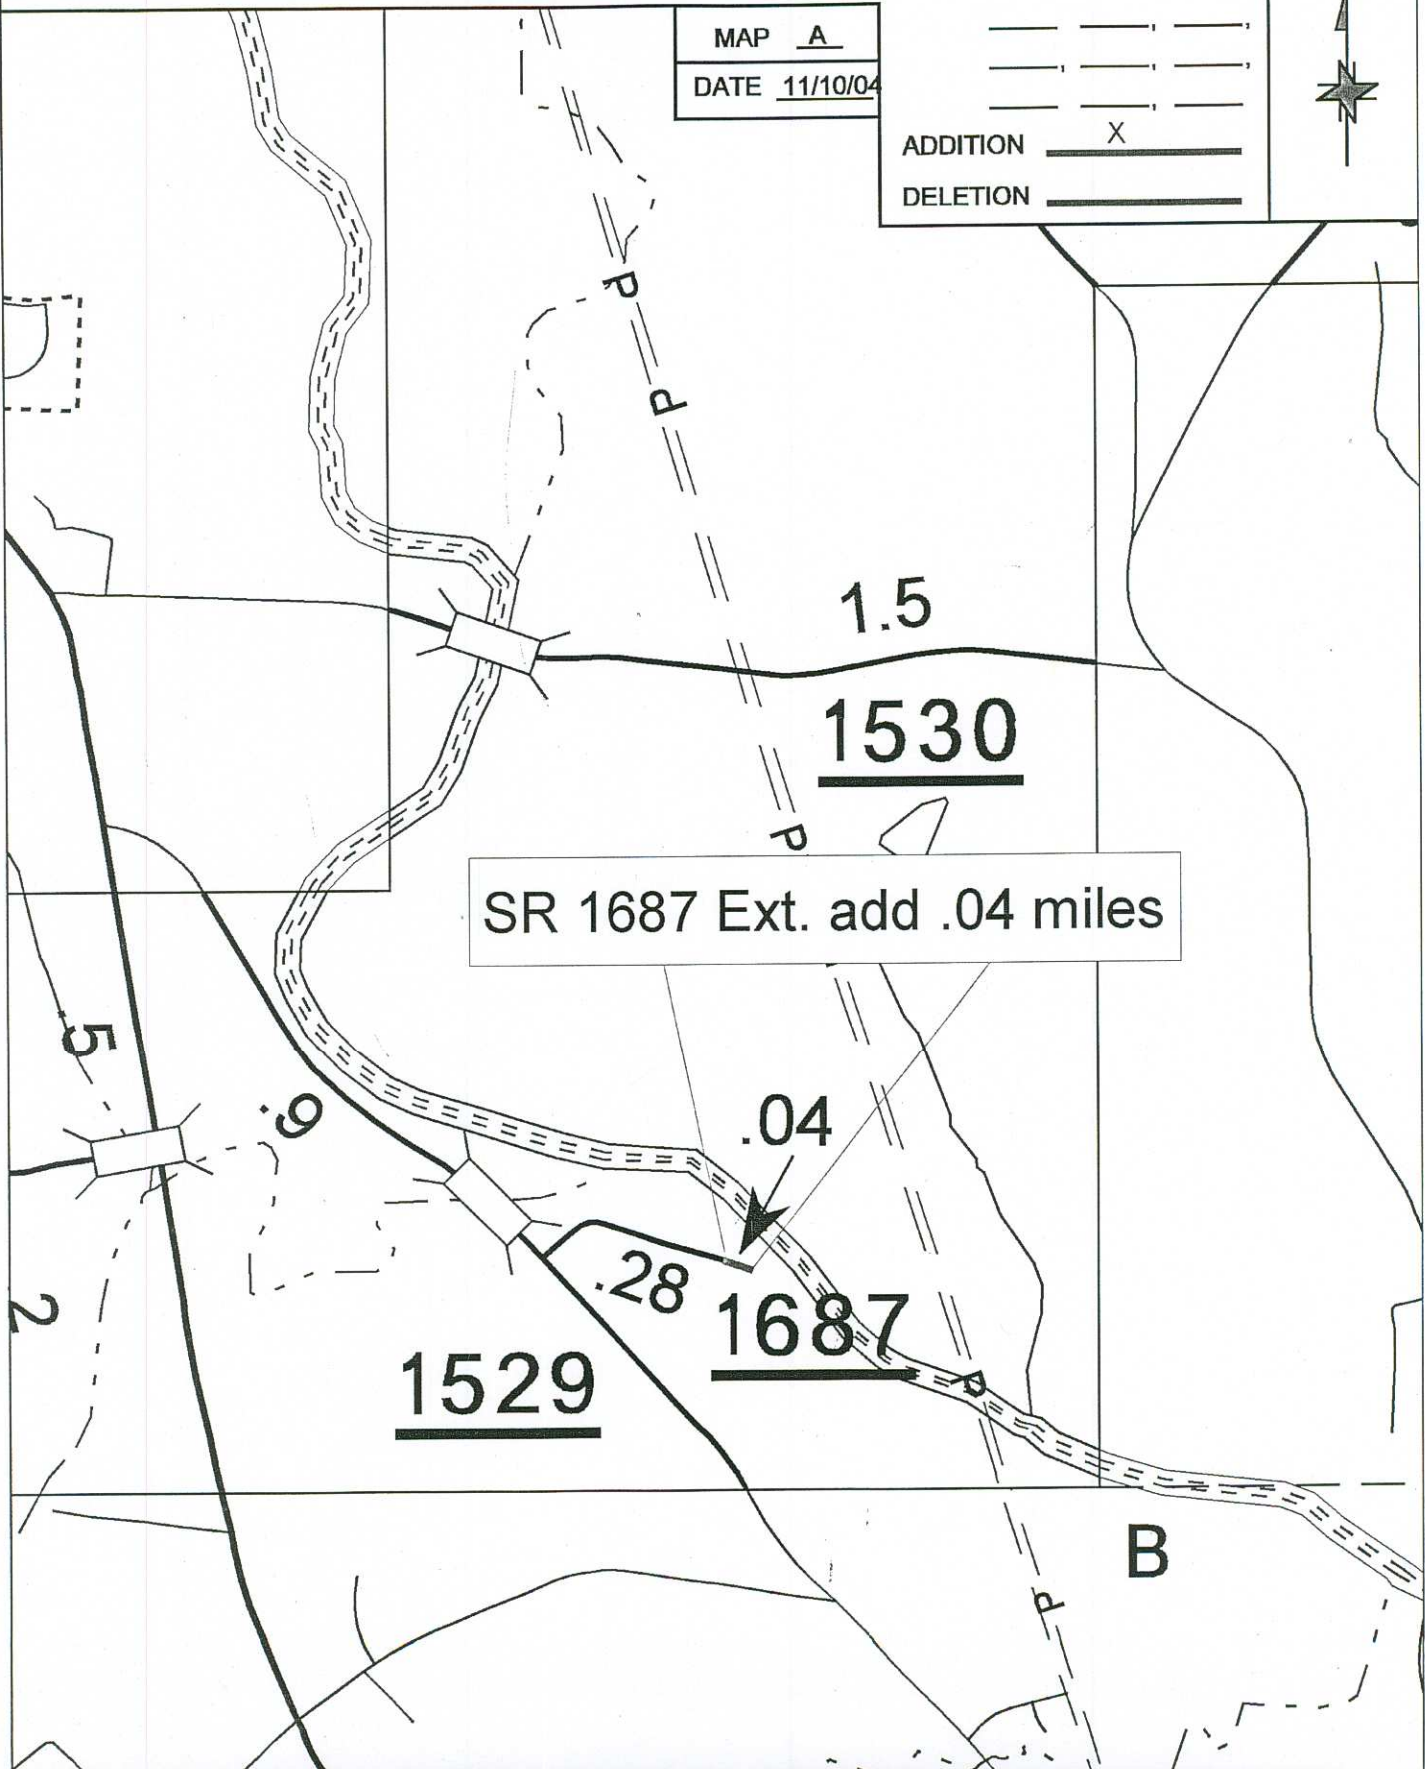 MAP A
DATE 11/10/04
ADDITION X
DELETION
P
P
1.5
1530
P
SR 1687 Ext. add .04 miles
.5
.9
.04
.28
2
1687
1529
P
B
P